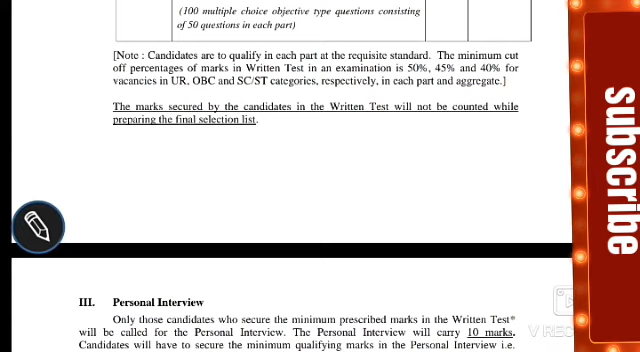 (100 multiple choice objective type questions consisting
of 50 questions in each part)
[Note : Candidates are to qualify in each part at the requisite standard. The minimum cut
off percentages of marks in Written Test in an examination is 50%, 45% and 40% for
vacancies in UR, OBC and SC/ST categories, respectively, in each part and aggregate.]
The marks secured by the candidates in the Written Test will not be counted while
preparing the final selection list.
Subscribe
III. Personal Interview
Only those candidates who secure the minimum prescribed marks in the Written Test*
will be called for the Personal Interview. The Personal Interview will carry 10 marks.
Candidates will have to secure the minimum qualifying marks in the Personal Interview i.e.
V REC